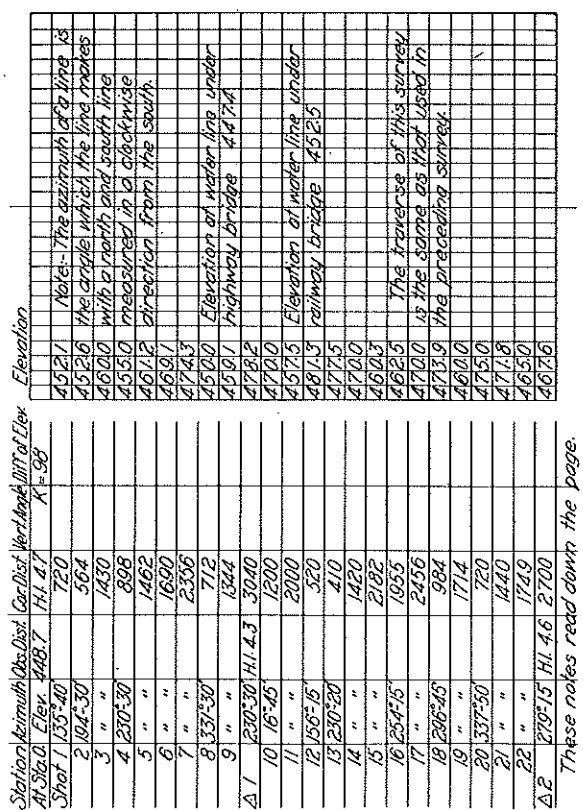 Station Azimuth Obs.Dist. Cor.Dist. Vert.Angle Diff of Elev. Elevation
At Sta.0. Elev. 448.7 H.I. 4.7 K = .98
Shot 1 135°-40' 720 452.1 Note:- The azimuth of a line is
2 194°-30' 564 452.6 the angle which the line makes
3 " " 1430 460.0 with a north and south line
4 230°-30' 898 455.0 measured in a clockwise
5 " " 1462 461.2 direction from the south.
6 " " 1690 469.1
7 " " 2356 474.3
8 331°-30' 712 450.0 Elevation at water line under
9 " " 1344 459.1 highway bridge 447.4
Δ 1 230°-30' H.I. 4.3 3040 478.2
10 16°-45' 1200 470.0
11 " " 2000 457.5 Elevation at water line under
12 156°-15' 520 481.3 railway bridge 452.5
13 230°-20' 410 477.5
14 " " 1420 470.0
15 " " 2182 460.3
16 254°-15' 1955 462.5 The traverse of this survey
17 " " 2456 470.0 is the same as that used in
18 296°-45' 984 473.9 the preceding survey.
19 " " 1714 460.0
20 337°-50' 720 475.0
21 " " 1440 471.8
22 " " 1749 465.0
Δ 2 279°-15' H.I. 4.6 2700 467.6
These notes read down the page.